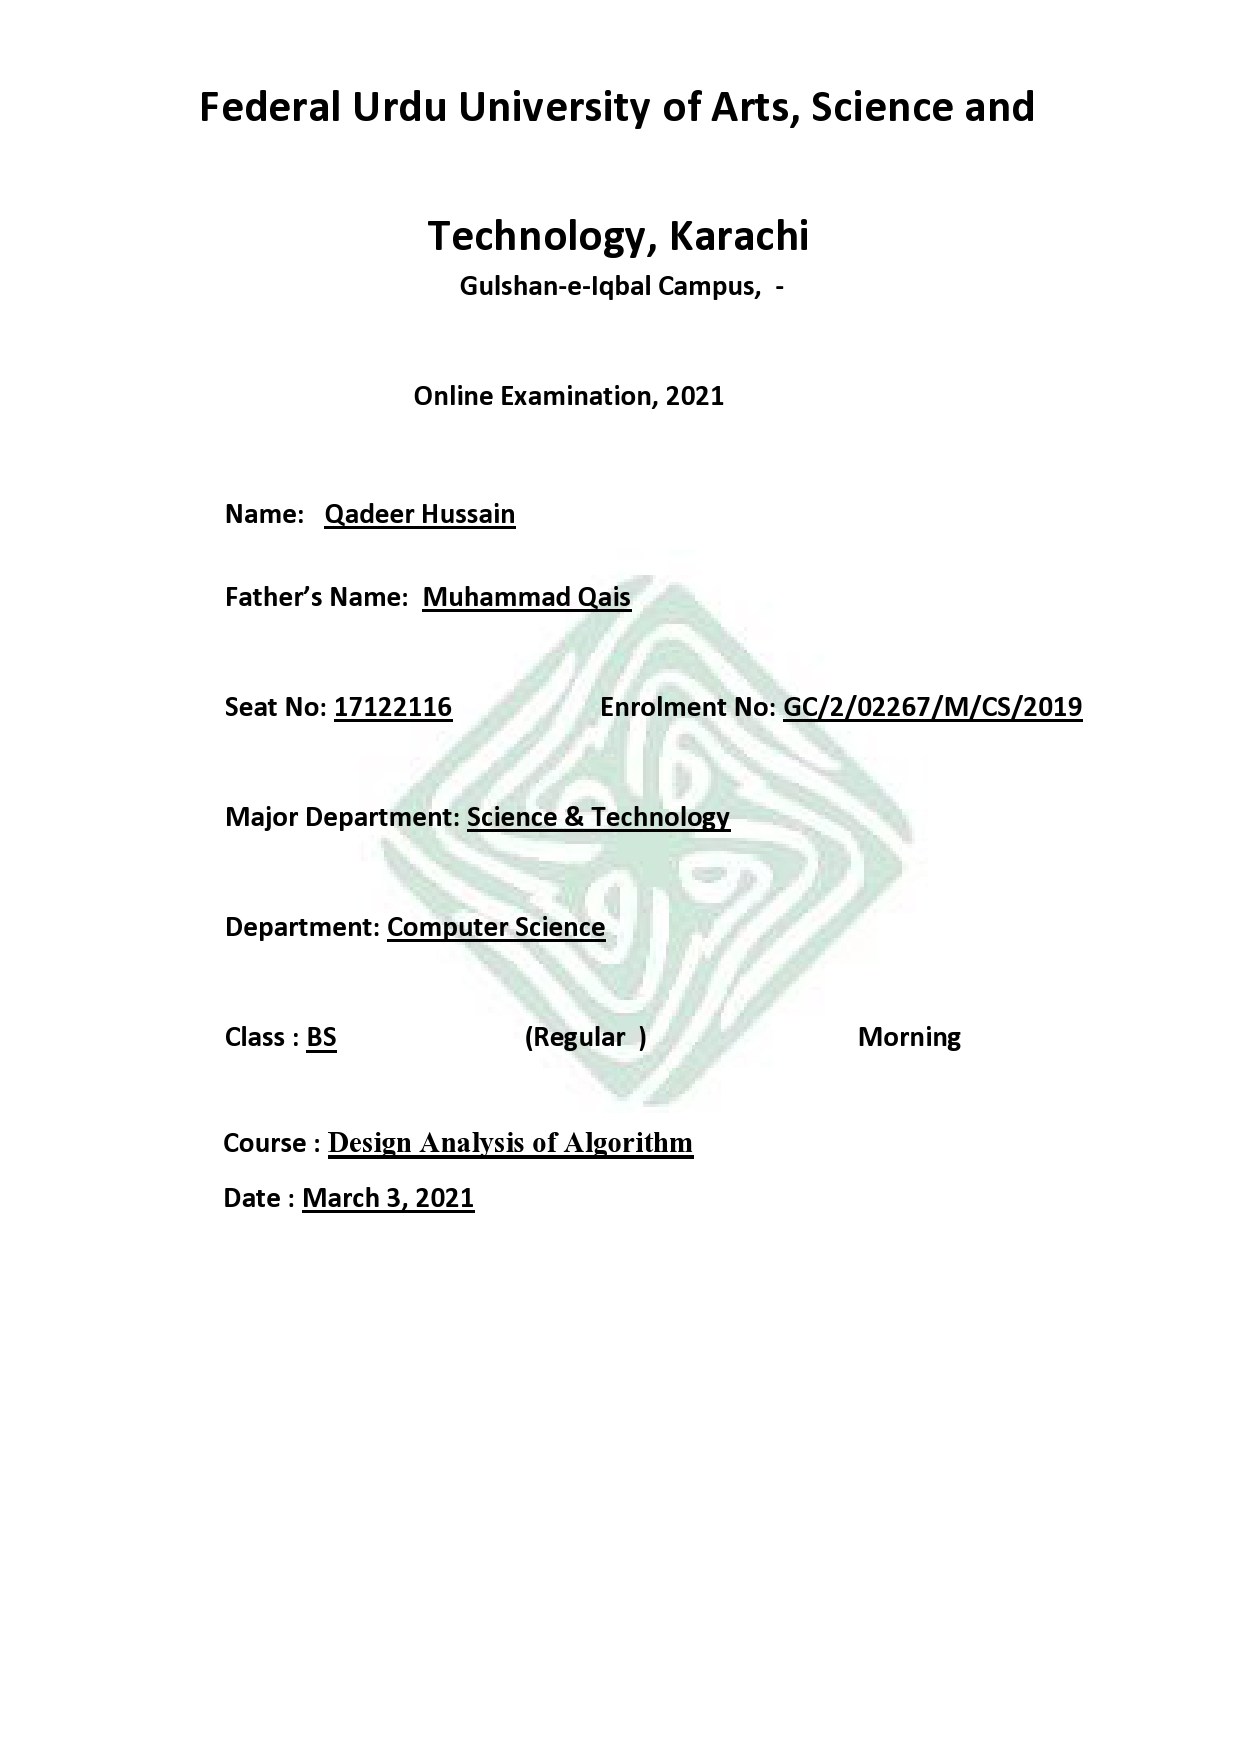 Federal Urdu University of Arts, Science and
Technology, Karachi
Gulshan-e-Iqbal Campus, -
Online Examination, 2021
Name: Qadeer Hussain
Father’s Name: Muhammad Qais
Seat No: 17122116 Enrolment No: GC/2/02267/M/CS/2019
Major Department: Science & Technology
Department: Computer Science
Class : BS (Regular ) Morning
Course : Design Analysis of Algorithm
Date : March 3, 2021